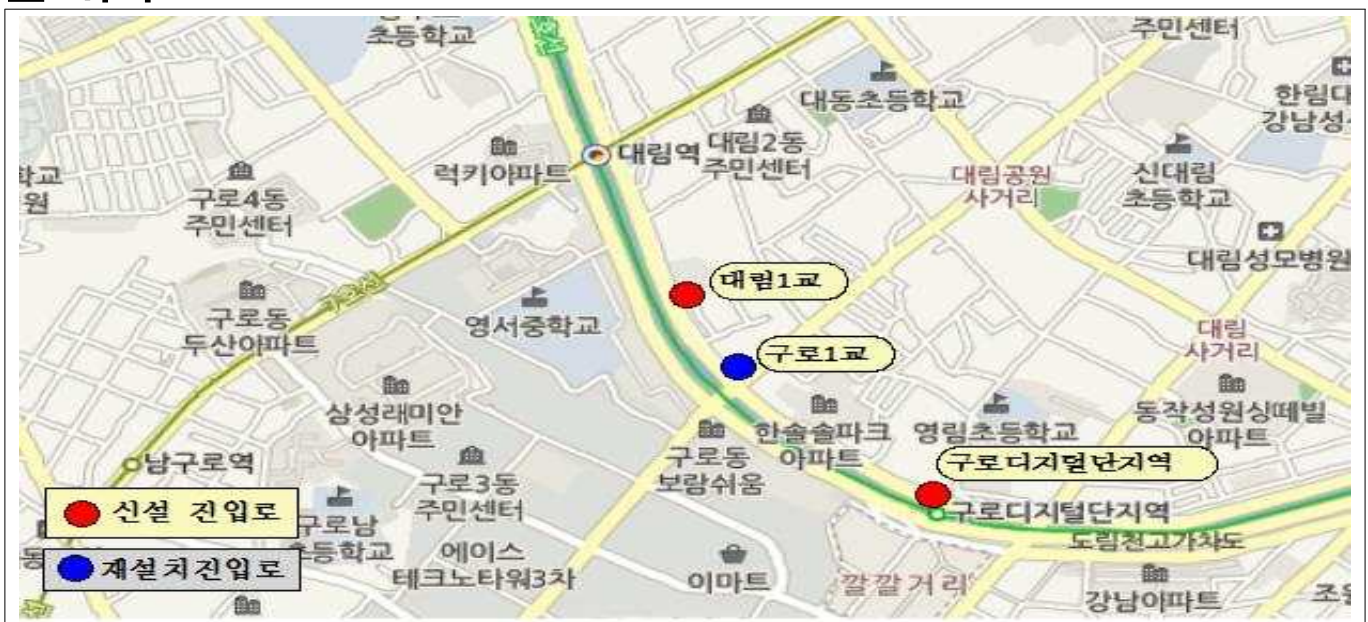 초등학교
주민센터
대동초등학교
한림대
강남성
럭키아파트
대림역
대림2동
주민센터
학교
원
구로4동
주민센터
대림공원
사거리
신대림
초등학교
대림성모병원
대림1교
구로동
두산아파트
영서중학교
구로1교
대림
사거리
삼성래미안
아파트
구로동
보람쉬움
한솔솔파크
아파트
영림초등학교
동작성원싱떼빌
아파트
남구로역
구로3동
주민센터
구로디지털단지역
신설 진입로
구로남
초등학교
구로디지털단지역
도림천고가차도
재설치진입로
에이스
테크노타워3차
이마트
깔깔거리
강남아파트